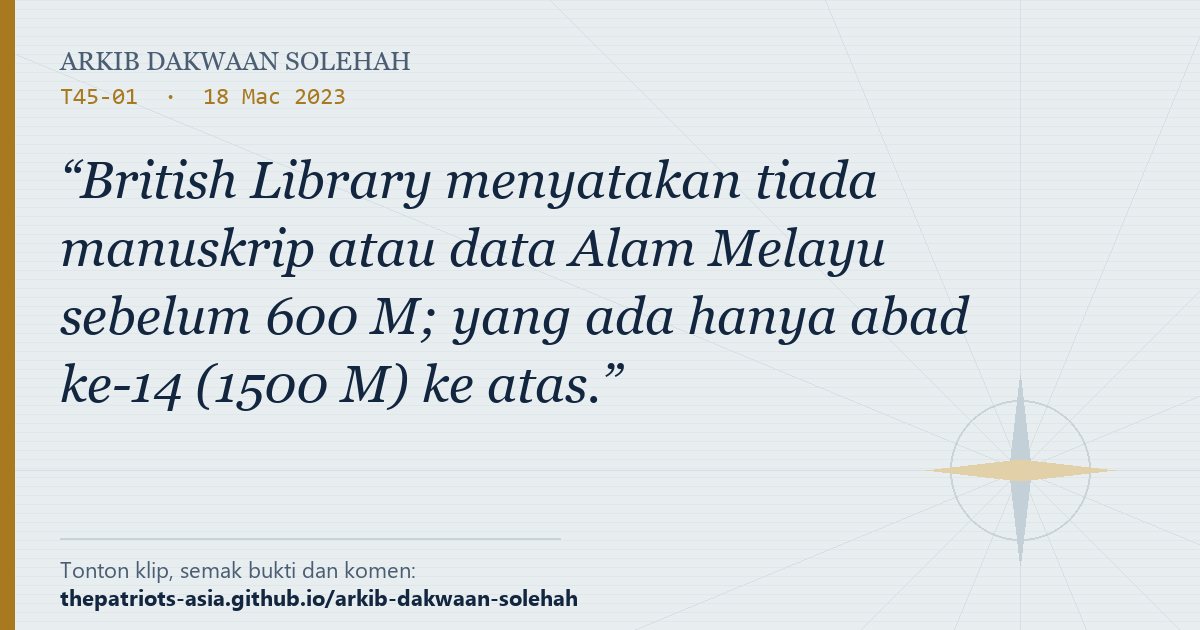 ARKIB DAKWAAN SOLEHAH
T45-01 · 18 Mac 2023
“British Library menyatakan tiada
manuskrip atau data Alam Melayu
sebelum 600 M; yang ada hanya abad
ke-14 (1500 M) ke atas.”
Tonton klip, semak bukti dan komen:
thepatriots-asia.github.io/arkib-dakwaan-solehah